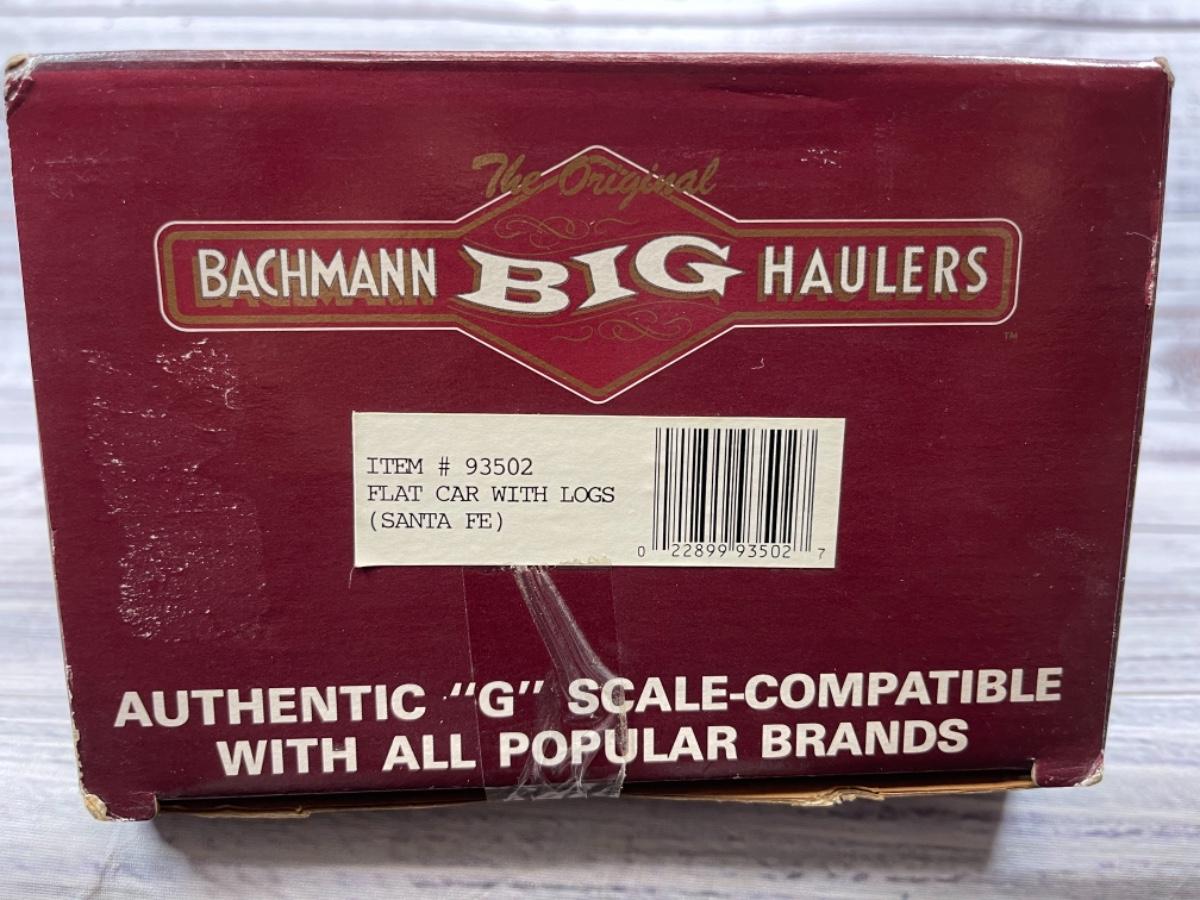 The Original
BACHMANN BIG HAULERS
™
ITEM # 93502
FLAT CAR WITH LOGS
(SANTA FE)
0 22899 93502 7
AUTHENTIC "G" SCALE-COMPATIBLE
WITH ALL POPULAR BRANDS